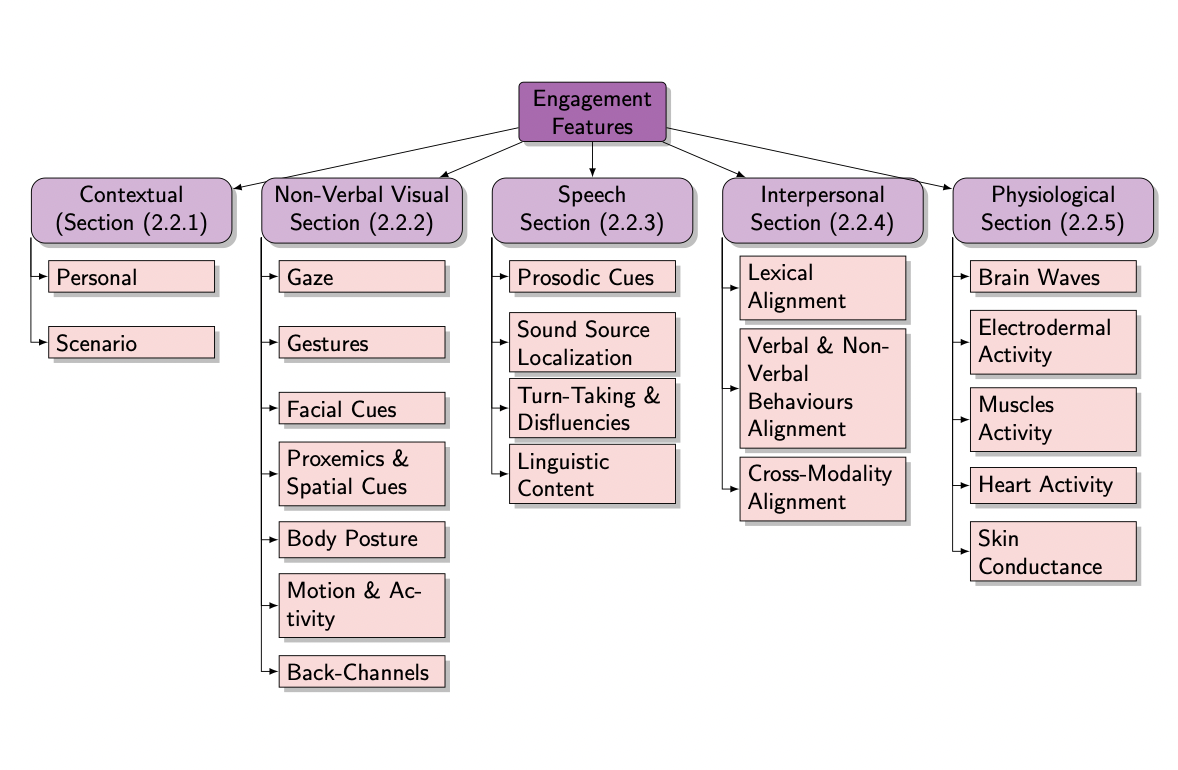 Engagement
Features
Contextual
(Section (2.2.1)
Personal
Scenario
Non-Verbal Visual
Section (2.2.2)
Gaze
Gestures
Facial Cues
Proxemics &
Spatial Cues
Body Posture
Motion & Ac-
tivity
Back-Channels
Speech
Section (2.2.3)
Prosodic Cues
Sound Source
Localization
Turn-Taking &
Disfluencies
Linguistic
Content
Interpersonal
Section (2.2.4)
Lexical
Alignment
Verbal & Non-
Verbal
Behaviours
Alignment
Cross-Modality
Alignment
Physiological
Section (2.2.5)
Brain Waves
Electrodermal
Activity
Muscles
Activity
Heart Activity
Skin
Conductance